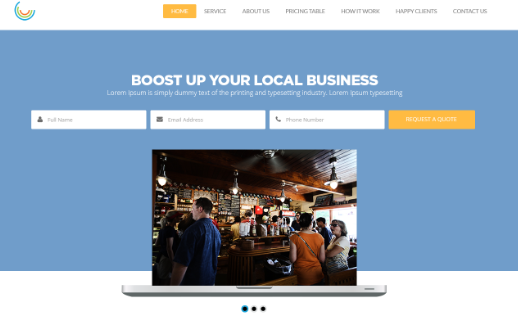 HOME SERVICE ABOUT US PRICING TABLE HOW IT WORK HAPPY CLIENTS CONTACT US
BOOST UP YOUR LOCAL BUSINESS
Lorem ipsum is simply dummy text of the printing and typesetting industry. Lorem ipsum typesetting
Full Name Email Address Phone Number REQUEST A QUOTE